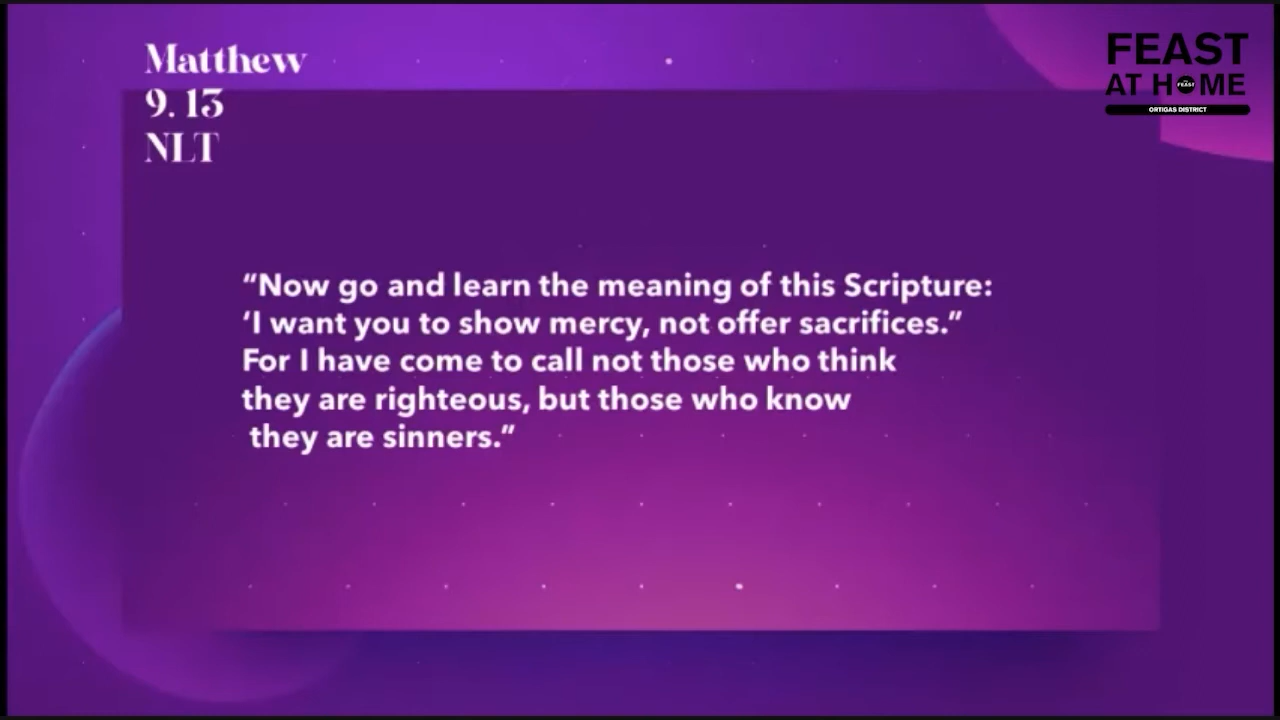 Matthew
9. 13
NLT
FEAST
AT HOME
THE FEAST
ORTIGAS DISTRICT
“Now go and learn the meaning of this Scripture:
‘I want you to show mercy, not offer sacrifices.”
For I have come to call not those who think
they are righteous, but those who know
they are sinners.”